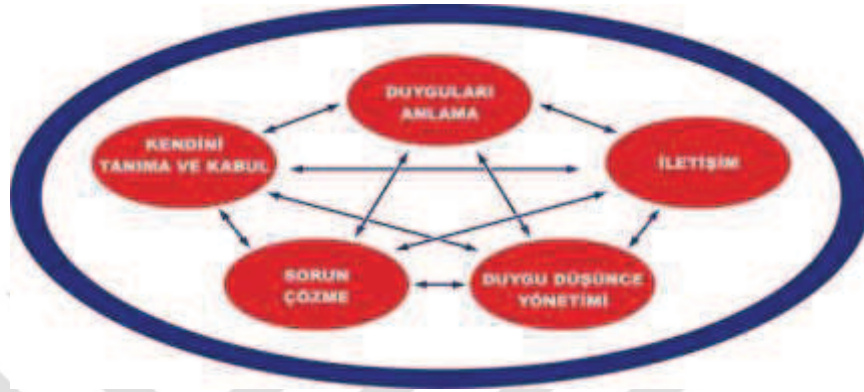 DUYGULARI
ANLAMA
KENDİNİ
TANIMA VE KABUL
İLETİŞİM
SORUN
ÇÖZME
DUYGU DÜŞÜNCE
YÖNETİMİ